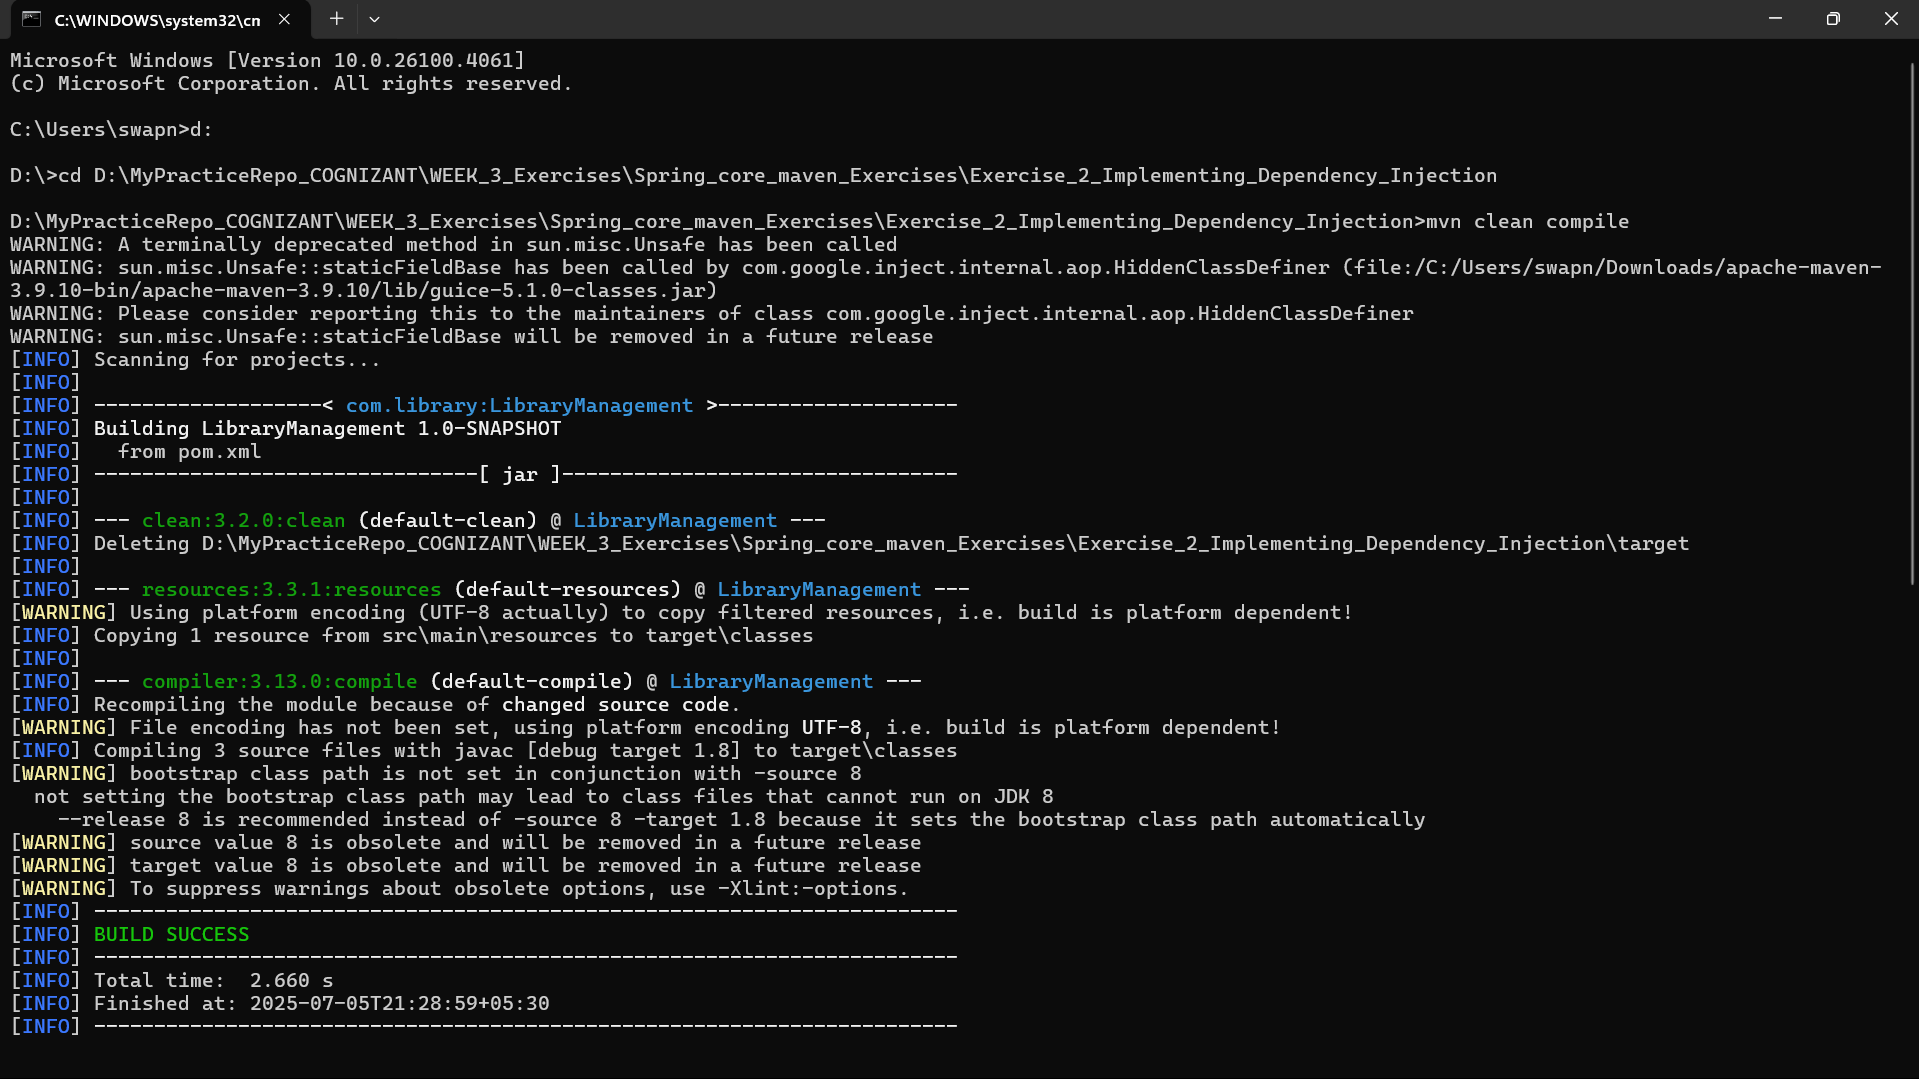 C:\WINDOWS\system32\cn
Microsoft Windows [Version 10.0.26100.4061]
(c) Microsoft Corporation. All rights reserved.
C:\Users\swapn>d:
D:\>cd D:\MyPracticeRepo_COGNIZANT\WEEK_3_Exercises\Spring_core_maven_Exercises\Exercise_2_Implementing_Dependency_Injection
D:\MyPracticeRepo_COGNIZANT\WEEK_3_Exercises\Spring_core_maven_Exercises\Exercise_2_Implementing_Dependency_Injection>mvn clean compile
WARNING: A terminally deprecated method in sun.misc.Unsafe has been called
WARNING: sun.misc.Unsafe::staticFieldBase has been called by com.google.inject.internal.aop.HiddenClassDefiner (file:/C:/Users/swapn/Downloads/apache-maven-
3.9.10-bin/apache-maven-3.9.10/lib/guice-5.1.0-classes.jar)
WARNING: Please consider reporting this to the maintainers of class com.google.inject.internal.aop.HiddenClassDefiner
WARNING: sun.misc.Unsafe::staticFieldBase will be removed in a future release
[INFO] Scanning for projects...
[INFO]
[INFO] -------------------< com.library:LibraryManagement >--------------------
[INFO] Building LibraryManagement 1.0-SNAPSHOT
[INFO]   from pom.xml
[INFO] --------------------------------[ jar ]---------------------------------
[INFO]
[INFO] --- clean:3.2.0:clean (default-clean) @ LibraryManagement ---
[INFO] Deleting D:\MyPracticeRepo_COGNIZANT\WEEK_3_Exercises\Spring_core_maven_Exercises\Exercise_2_Implementing_Dependency_Injection\target
[INFO]
[INFO] --- resources:3.3.1:resources (default-resources) @ LibraryManagement ---
[WARNING] Using platform encoding (UTF-8 actually) to copy filtered resources, i.e. build is platform dependent!
[INFO] Copying 1 resource from src\main\resources to target\classes
[INFO]
[INFO] --- compiler:3.13.0:compile (default-compile) @ LibraryManagement ---
[INFO] Recompiling the module because of changed source code.
[WARNING] File encoding has not been set, using platform encoding UTF-8, i.e. build is platform dependent!
[INFO] Compiling 3 source files with javac [debug target 1.8] to target\classes
[WARNING] bootstrap class path is not set in conjunction with -source 8
  not setting the bootstrap class path may lead to class files that cannot run on JDK 8
    --release 8 is recommended instead of -source 8 -target 1.8 because it sets the bootstrap class path automatically
[WARNING] source value 8 is obsolete and will be removed in a future release
[WARNING] target value 8 is obsolete and will be removed in a future release
[WARNING] To suppress warnings about obsolete options, use -Xlint:-options.
[INFO] ------------------------------------------------------------------------
[INFO] BUILD SUCCESS
[INFO] ------------------------------------------------------------------------
[INFO] Total time:  2.660 s
[INFO] Finished at: 2025-07-05T21:28:59+05:30
[INFO] ------------------------------------------------------------------------